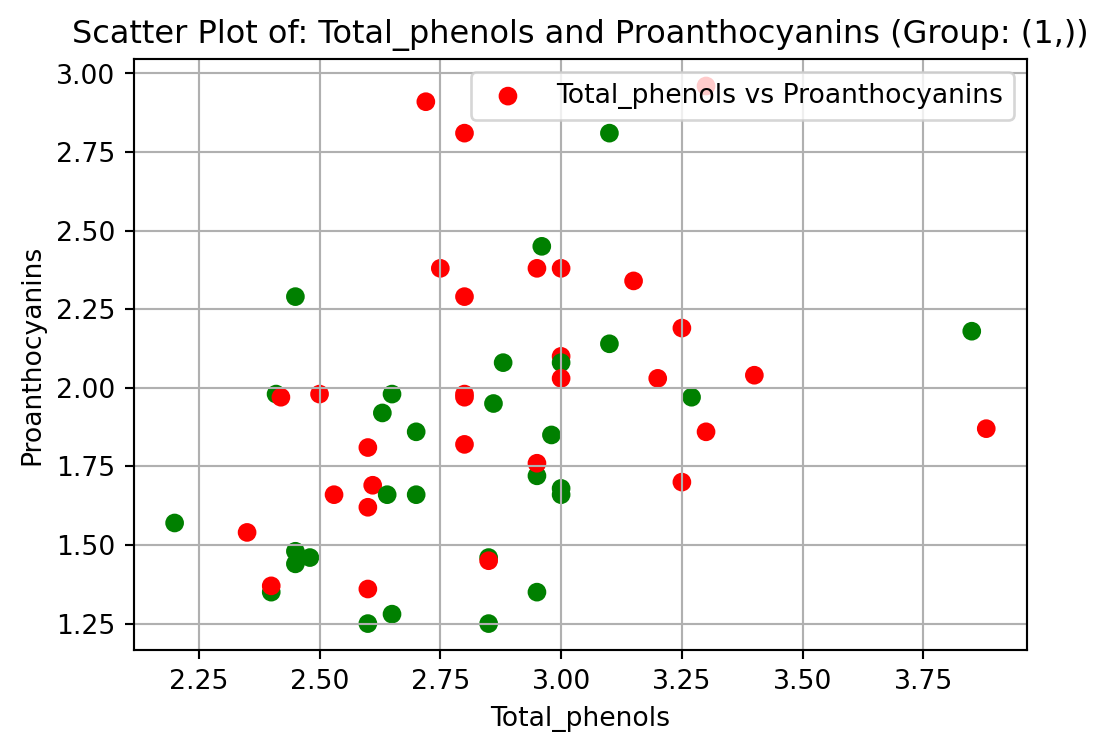 Scatter Plot of: Total_phenols and Proanthocyanins (Group: (1,))
Total_phenols vs Proanthocyanins
3.00
2.75
2.50
2.25
2.00
1.75
1.50
1.25
Proanthocyanins
2.25 2.50 2.75 3.00 3.25 3.50 3.75
Total_phenols